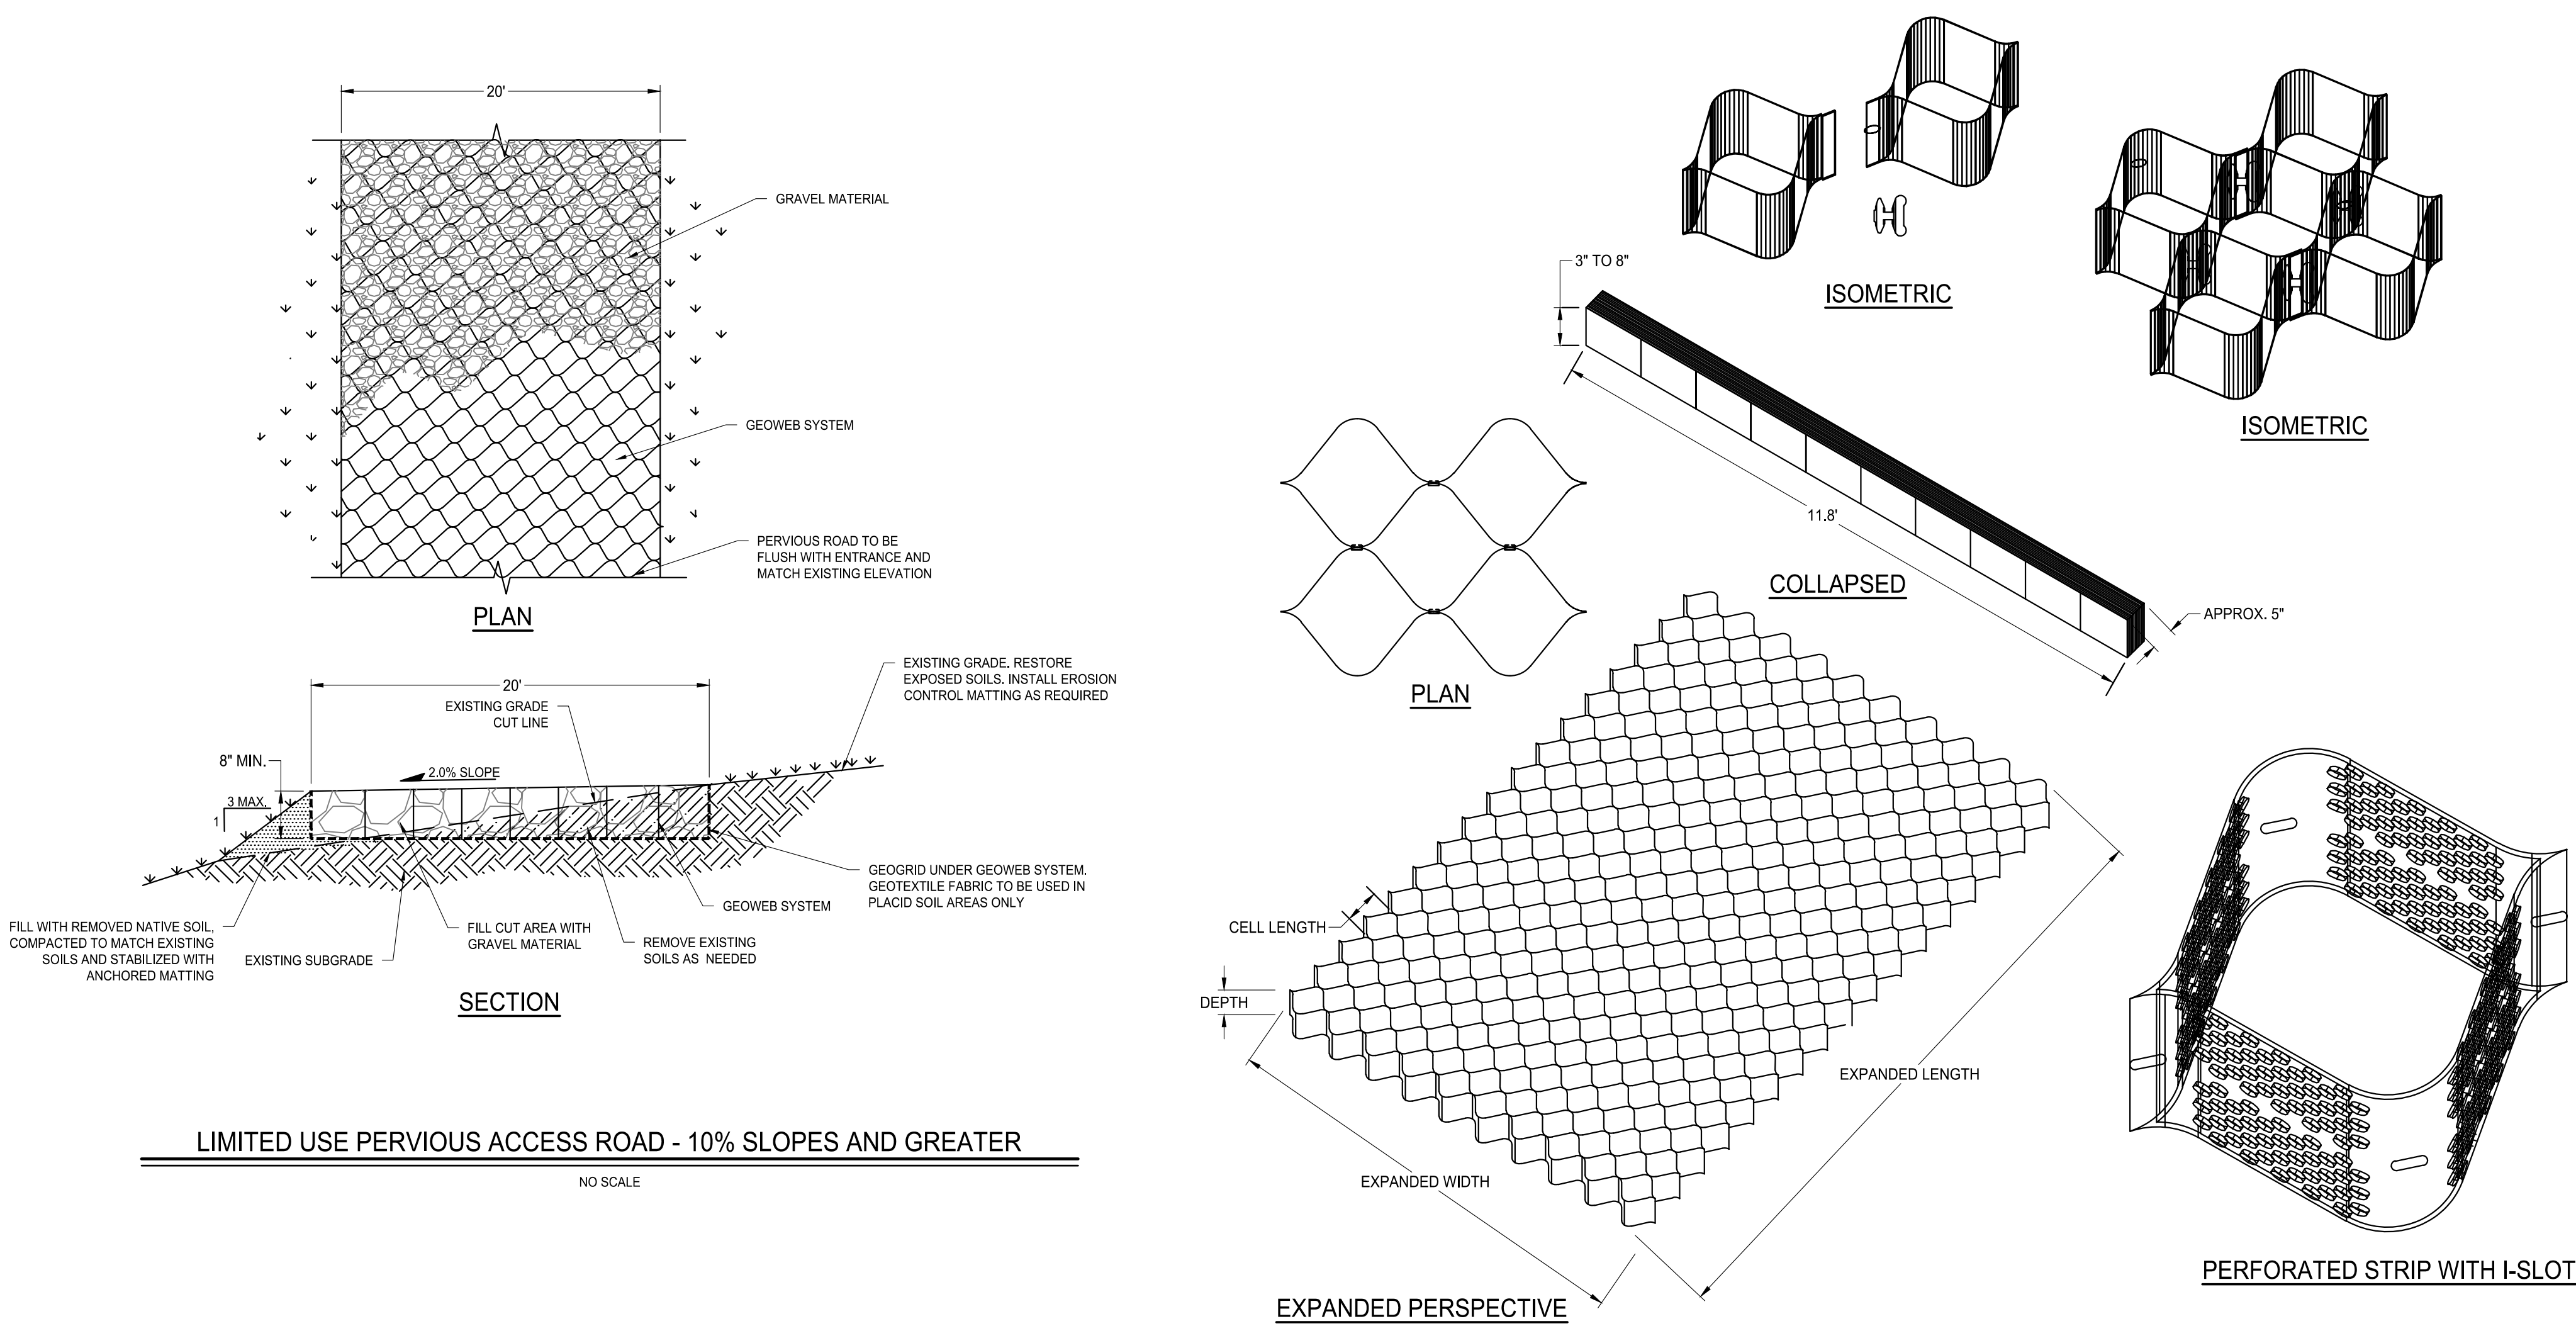 20'
GRAVEL MATERIAL
GEOWEB SYSTEM
PERVIOUS ROAD TO BE
FLUSH WITH ENTRANCE AND
MATCH EXISTING ELEVATION
PLAN
20'
EXISTING GRADE
CUT LINE
EXISTING GRADE. RESTORE
EXPOSED SOILS. INSTALL EROSION
CONTROL MATTING AS REQUIRED
8" MIN.
2.0% SLOPE
3 MAX.
1
GEOGRID UNDER GEOWEB SYSTEM.
GEOTEXTILE FABRIC TO BE USED IN
PLACID SOIL AREAS ONLY
GEOWEB SYSTEM
FILL WITH REMOVED NATIVE SOIL,
COMPACTED TO MATCH EXISTING
SOILS AND STABILIZED WITH
ANCHORED MATTING
EXISTING SUBGRADE
FILL CUT AREA WITH
GRAVEL MATERIAL
REMOVE EXISTING
SOILS AS NEEDED
SECTION
LIMITED USE PERVIOUS ACCESS ROAD - 10% SLOPES AND GREATER
NO SCALE
ISOMETRIC
ISOMETRIC
3" TO 8"
11.8'
COLLAPSED
APPROX. 5"
PLAN
CELL LENGTH
DEPTH
EXPANDED LENGTH
EXPANDED WIDTH
EXPANDED PERSPECTIVE
PERFORATED STRIP WITH I-SLOT